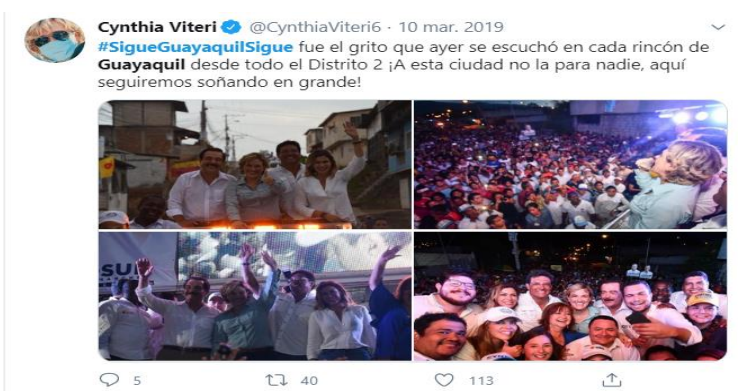 Cynthia Viteri @CynthiaViteri6 · 10 mar. 2019
#SigueGuayaquilSigue fue el grito que ayer se escuchó en cada rincón de
Guayaquil desde todo el Distrito 2 ¡A esta ciudad no la para nadie, aquí
seguiremos soñando en grande!
SU
5 40 113